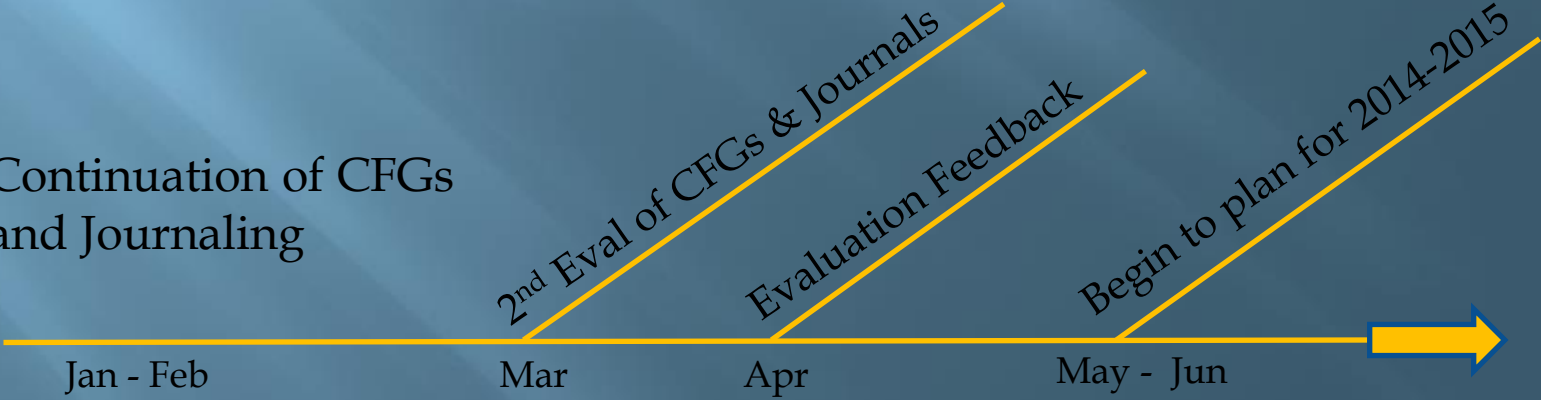 2nd Eval of CFGs & Journals
Evaluation Feedback
Begin to plan for 2014-2015
Continuation of CFGs
and Journaling
Jan - Feb
Mar
Apr
May - Jun